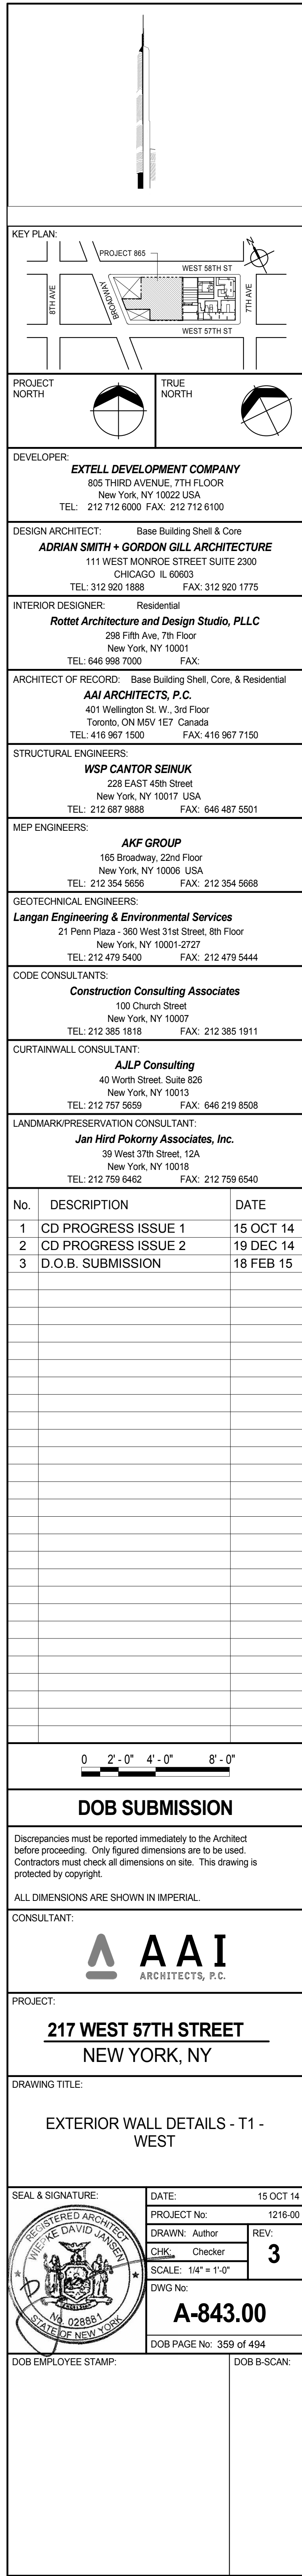 KEY PLAN:
N
PROJECT 865
WEST 58TH ST
8TH AVE
BROADWAY
7TH AVE
WEST 57TH ST
PROJECT NORTH
TRUE NORTH
DEVELOPER:
EXTELL DEVELOPMENT COMPANY
805 THIRD AVENUE, 7TH FLOOR
New York, NY 10022 USA
TEL: 212 712 6000 FAX: 212 712 6100
DESIGN ARCHITECT: Base Building Shell & Core
ADRIAN SMITH + GORDON GILL ARCHITECTURE
111 WEST MONROE STREET SUITE 2300
CHICAGO IL 60603
TEL: 312 920 1888 FAX: 312 920 1775
INTERIOR DESIGNER: Residential
Rottet Architecture and Design Studio, PLLC
298 Fifth Ave, 7th Floor
New York, NY 10001
TEL: 646 998 7000 FAX:
ARCHITECT OF RECORD: Base Building Shell, Core, & Residential
AAI ARCHITECTS, P.C.
401 Wellington St. W., 3rd Floor
Toronto, ON M5V 1E7 Canada
TEL: 416 967 1500 FAX: 416 967 7150
STRUCTURAL ENGINEERS:
WSP CANTOR SEINUK
228 EAST 45th Street
New York, NY 10017 USA
TEL: 212 687 9888 FAX: 646 487 5501
MEP ENGINEERS:
AKF GROUP
165 Broadway, 22nd Floor
New York, NY 10006 USA
TEL: 212 354 5656 FAX: 212 354 5668
GEOTECHNICAL ENGINEERS:
Langan Engineering & Environmental Services
21 Penn Plaza - 360 West 31st Street, 8th Floor
New York, NY 10001-2727
TEL: 212 479 5400 FAX: 212 479 5444
CODE CONSULTANTS:
Construction Consulting Associates
100 Church Street
New York, NY 10007
TEL: 212 385 1818 FAX: 212 385 1911
CURTAINWALL CONSULTANT:
AJLP Consulting
40 Worth Street. Suite 826
New York, NY 10013
TEL: 212 757 5659 FAX: 646 219 8508
LANDMARK/PRESERVATION CONSULTANT:
Jan Hird Pokorny Associates, Inc.
39 West 37th Street, 12A
New York, NY 10018
TEL: 212 759 6462 FAX: 212 759 6540
No. DESCRIPTION DATE
1 CD PROGRESS ISSUE 1 15 OCT 14
2 CD PROGRESS ISSUE 2 19 DEC 14
3 D.O.B. SUBMISSION 18 FEB 15
0 2' - 0" 4' - 0" 8' - 0"
DOB SUBMISSION
Discrepancies must be reported immediately to the Architect
before proceeding. Only figured dimensions are to be used.
Contractors must check all dimensions on site. This drawing is
protected by copyright.
ALL DIMENSIONS ARE SHOWN IN IMPERIAL.
CONSULTANT:
AAI
ARCHITECTS, P.C.
PROJECT:
217 WEST 57TH STREET
NEW YORK, NY
DRAWING TITLE:
EXTERIOR WALL DETAILS - T1 -
WEST
SEAL & SIGNATURE:
REGISTERED ARCHITECT
WIEFKE DAVID JANSEN
No. 028881
STATE OF NEW YORK
DATE: 15 OCT 14
PROJECT No: 1216-00
DRAWN: Author
CHK: Checker
SCALE: 1/4" = 1'-0"
REV:
3
DWG No:
A-843.00
DOB PAGE No: 359 of 494
DOB EMPLOYEE STAMP:
DOB B-SCAN: